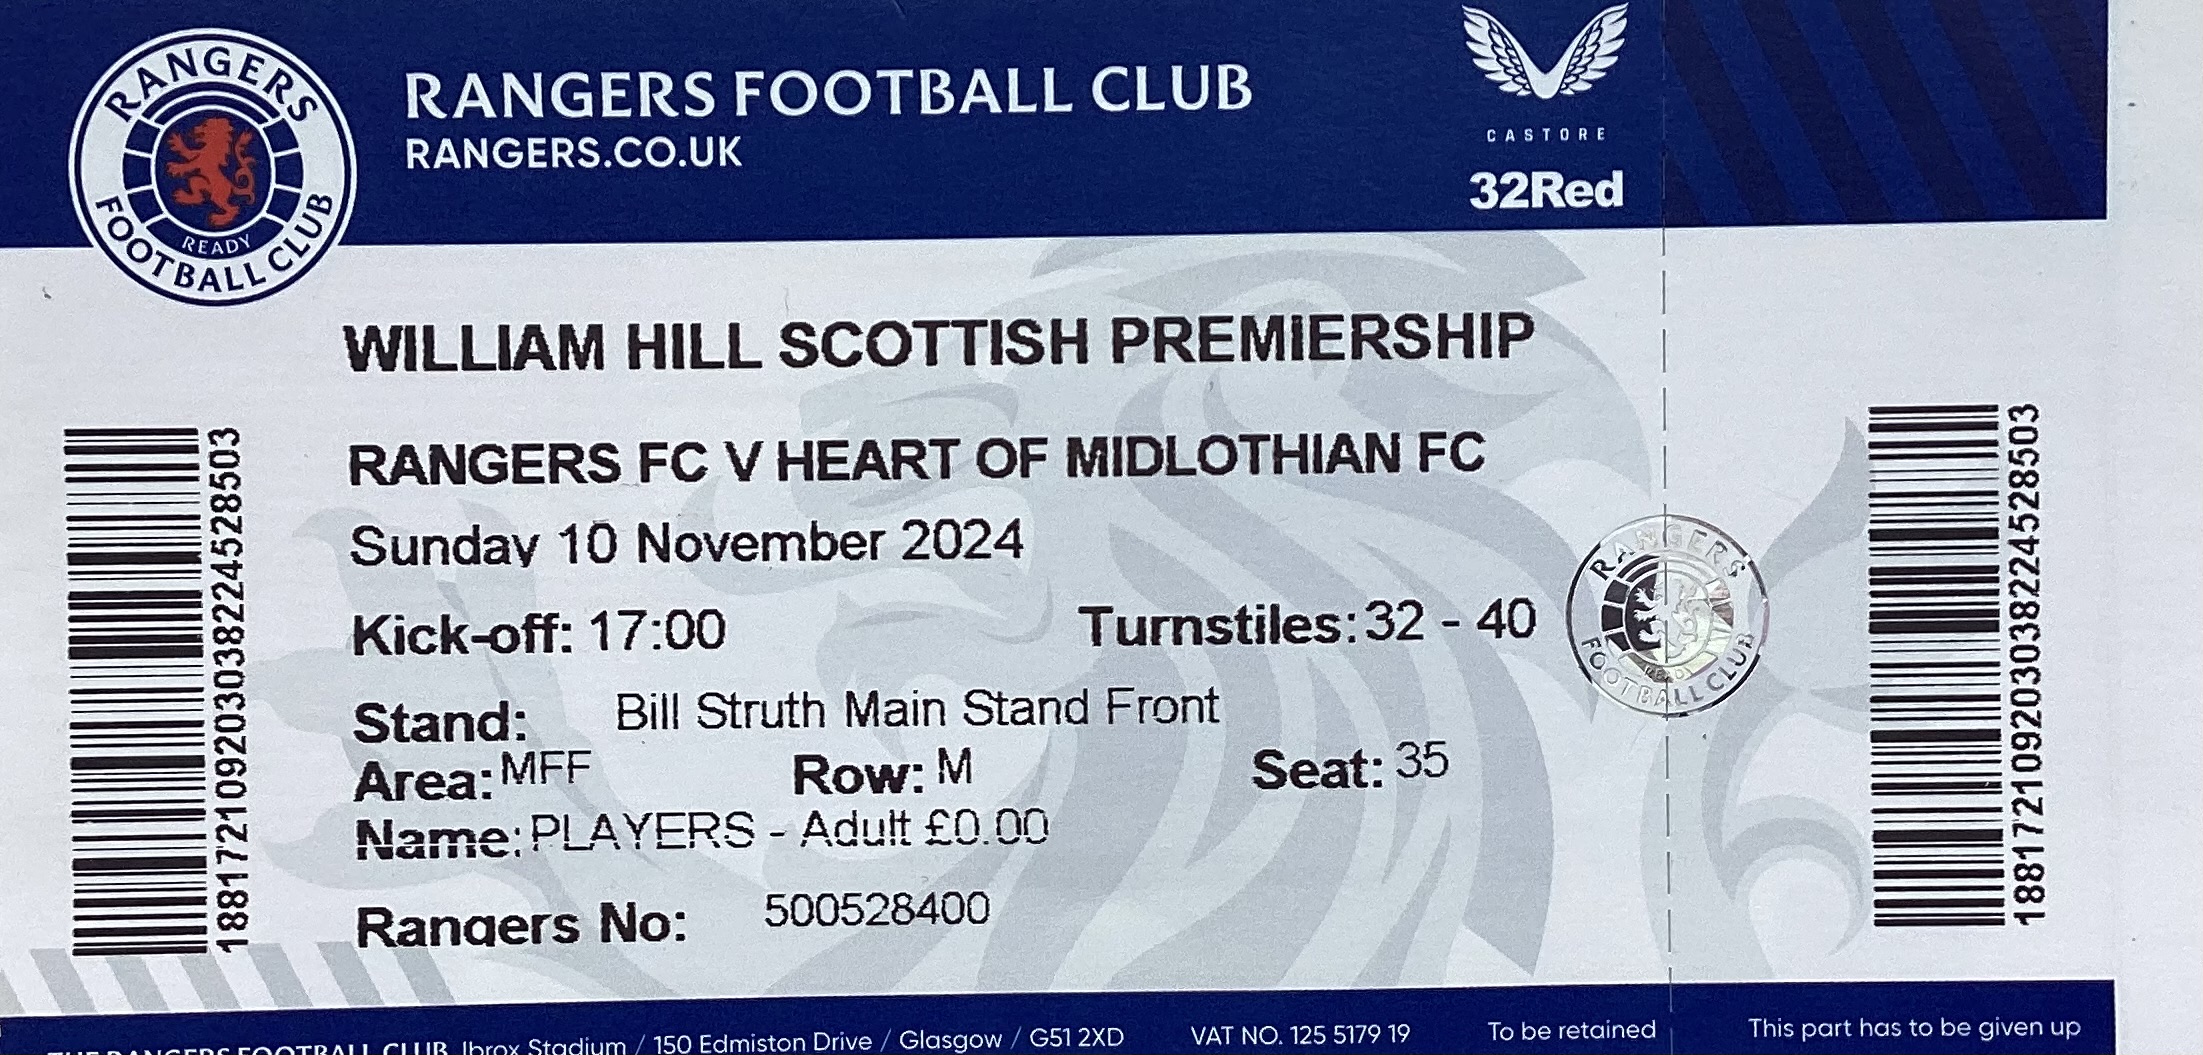 RANGERS FOOTBALL CLUB
READY
RANGERS FOOTBALL CLUB
RANGERS.CO.UK
CASTORE
32Red
WILLIAM HILL SCOTTISH PREMIERSHIP
RANGERS FC V HEART OF MIDLOTHIAN FC
Sunday 10 November 2024
Kick-off: 17:00 Turnstiles: 32 - 40
Stand: Bill Struth Main Stand Front
Area: MFF Row: M Seat: 35
Name: PLAYERS - Adult £0.00
Rangers No: 500528400
188172109203038224528503
RANGERS FOOTBALL CLUB
READY
188172109203038224528503
THE RANGERS FOOTBALL CLUB Ibrox Stadium / 150 Edmiston Drive / Glasgow / G51 2XD VAT NO. 125 5179 19 To be retained This part has to be given up